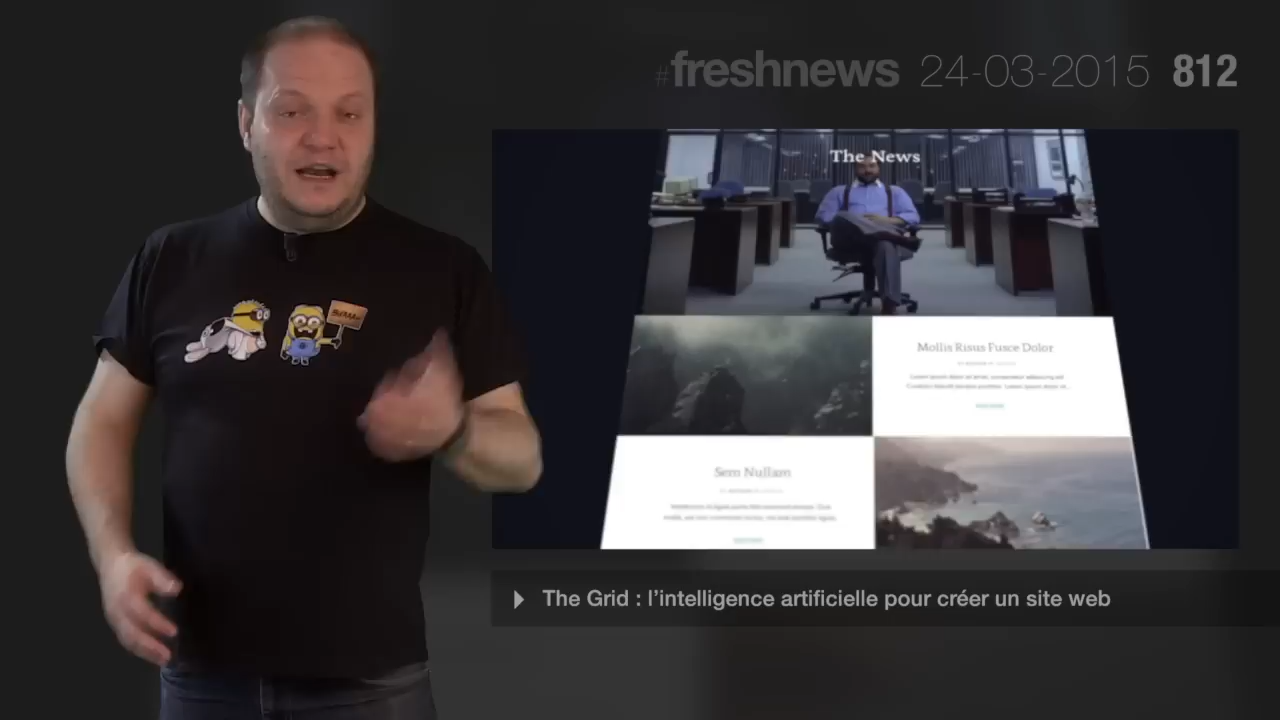 #freshnews 24-03-2015 812
The News
Mollis Risus Fusce Dolor
Sem Nullam
The Grid : l’intelligence artificielle pour créer un site web